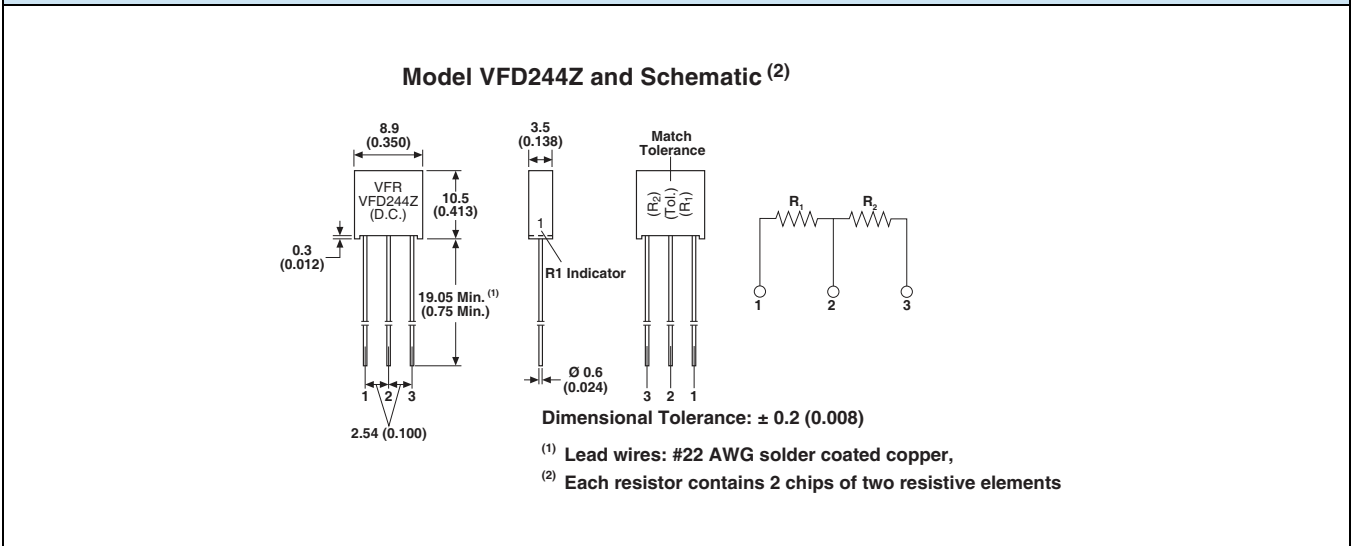 Model VFD244Z and Schematic (2)
8.9
(0.350)
VFR
VFD244Z
(D.C.)
10.5
(0.413)
0.3
(0.012)
19.05 Min. (1)
(0.75 Min.)
1 2 3
2.54 (0.100)
3.5
(0.138)
1
R1 Indicator
Ø 0.6
(0.024)
Match
Tolerance
(R2)
(Tol.)
(R1)
3 2 1
R1
R2
1 2 3
Dimensional Tolerance: ± 0.2 (0.008)
(1) Lead wires: #22 AWG solder coated copper,
(2) Each resistor contains 2 chips of two resistive elements